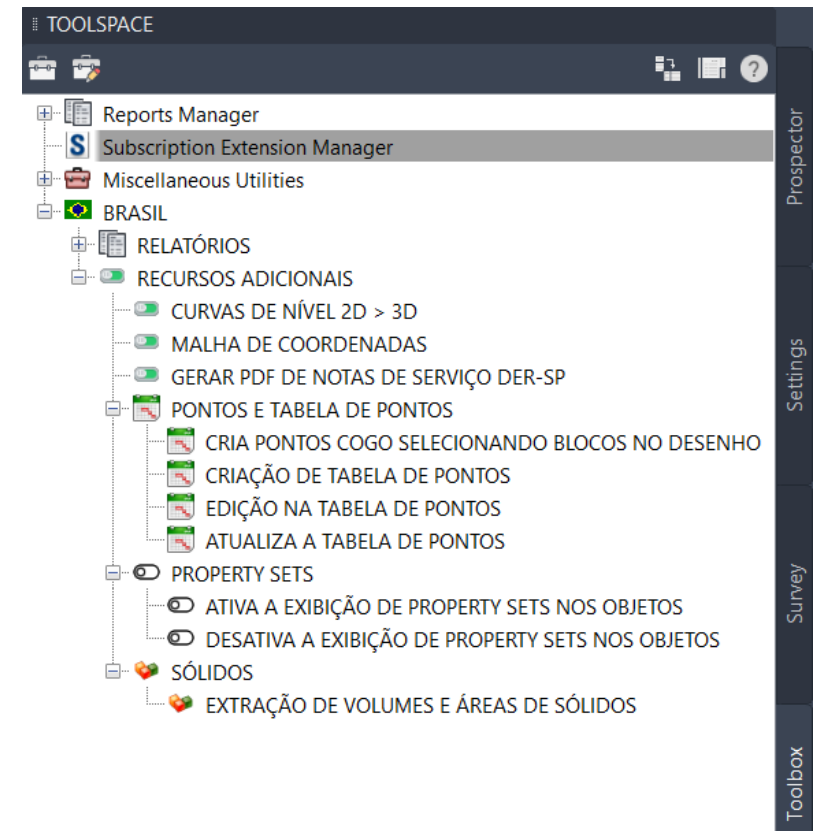 TOOLSPACE
Reports Manager
S Subscription Extension Manager
Miscellaneous Utilities
BRASIL
RELATÓRIOS
RECURSOS ADICIONAIS
CURVAS DE NÍVEL 2D > 3D
MALHA DE COORDENADAS
GERAR PDF DE NOTAS DE SERVIÇO DER-SP
PONTOS E TABELA DE PONTOS
CRIA PONTOS COGO SELECIONANDO BLOCOS NO DESENHO
CRIAÇÃO DE TABELA DE PONTOS
EDIÇÃO NA TABELA DE PONTOS
ATUALIZA A TABELA DE PONTOS
PROPERTY SETS
ATIVA A EXIBIÇÃO DE PROPERTY SETS NOS OBJETOS
DESATIVA A EXIBIÇÃO DE PROPERTY SETS NOS OBJETOS
SÓLIDOS
EXTRAÇÃO DE VOLUMES E ÁREAS DE SÓLIDOS
Prospector
Settings
Survey
Toolbox